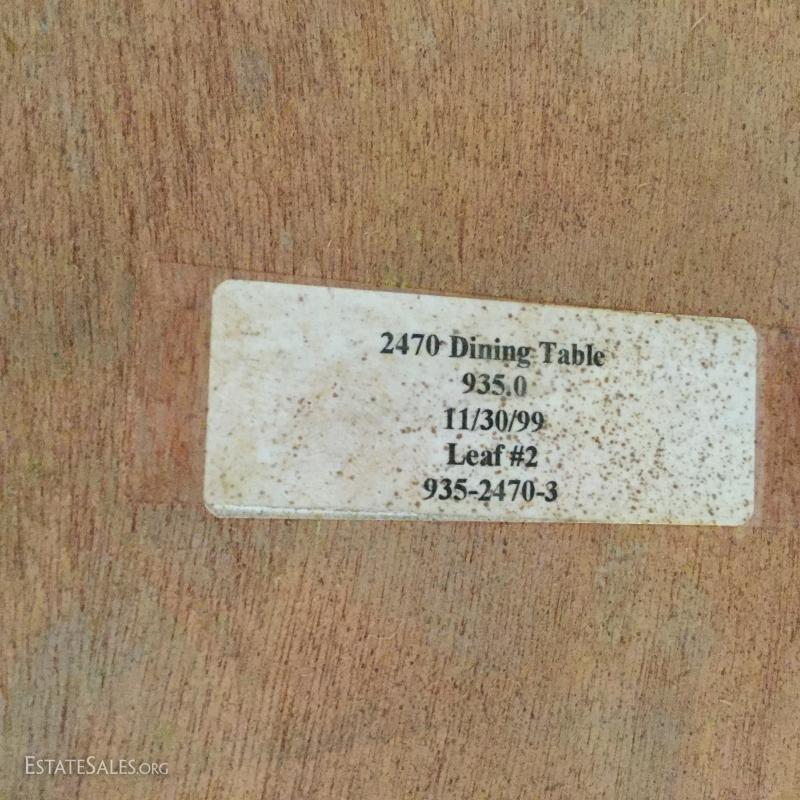 2470 Dining Table
935.0
11/30/99
Leaf #2
935-2470-3
ESTATESALES.ORG